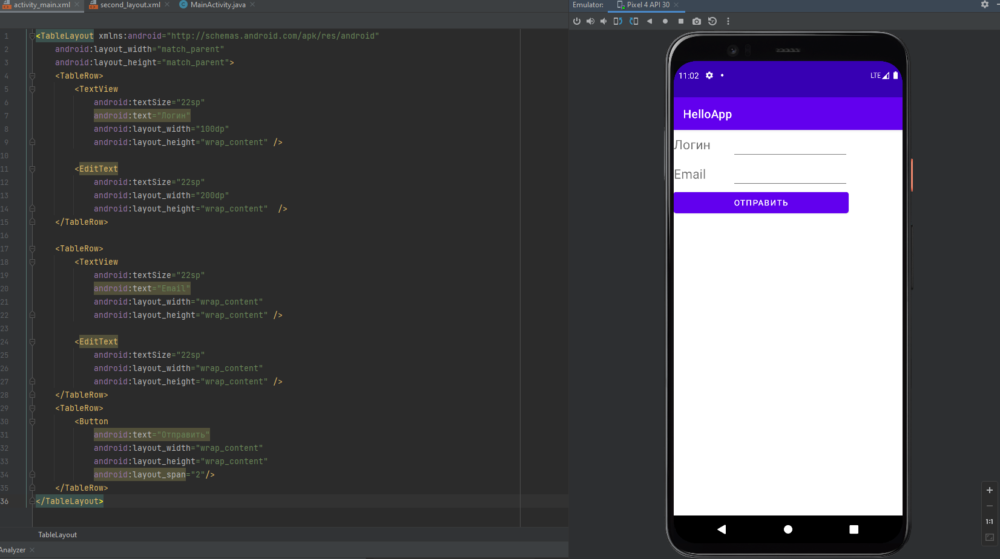 activity_main.xml second_layout.xml MainActivity.java
1 <TableLayout xmlns:android="http://schemas.android.com/apk/res/android"
2 android:layout_width="match_parent"
3 android:layout_height="match_parent">
4 <TableRow>
5 <TextView
6 android:textSize="22sp"
7 android:text="Логин"
8 android:layout_width="100dp"
9 android:layout_height="wrap_content" />
10
11 <EditText
12 android:textSize="22sp"
13 android:layout_width="200dp"
14 android:layout_height="wrap_content"  />
15 </TableRow>
16
17 <TableRow>
18 <TextView
19 android:textSize="22sp"
20 android:text="Email"
21 android:layout_width="wrap_content"
22 android:layout_height="wrap_content" />
23
24 <EditText
25 android:textSize="22sp"
26 android:layout_width="wrap_content"
27 android:layout_height="wrap_content" />
28 </TableRow>
29 <TableRow>
30 <Button
31 android:text="Отправить"
32 android:layout_width="wrap_content"
33 android:layout_height="wrap_content"
34 android:layout_span="2"/>
35 </TableRow>
36 </TableLayout>
TableLayout
Analyzer
Emulator: Pixel 4 API 30
11:02 LTE
HelloApp
Логин
Email
ОТПРАВИТЬ
1:1